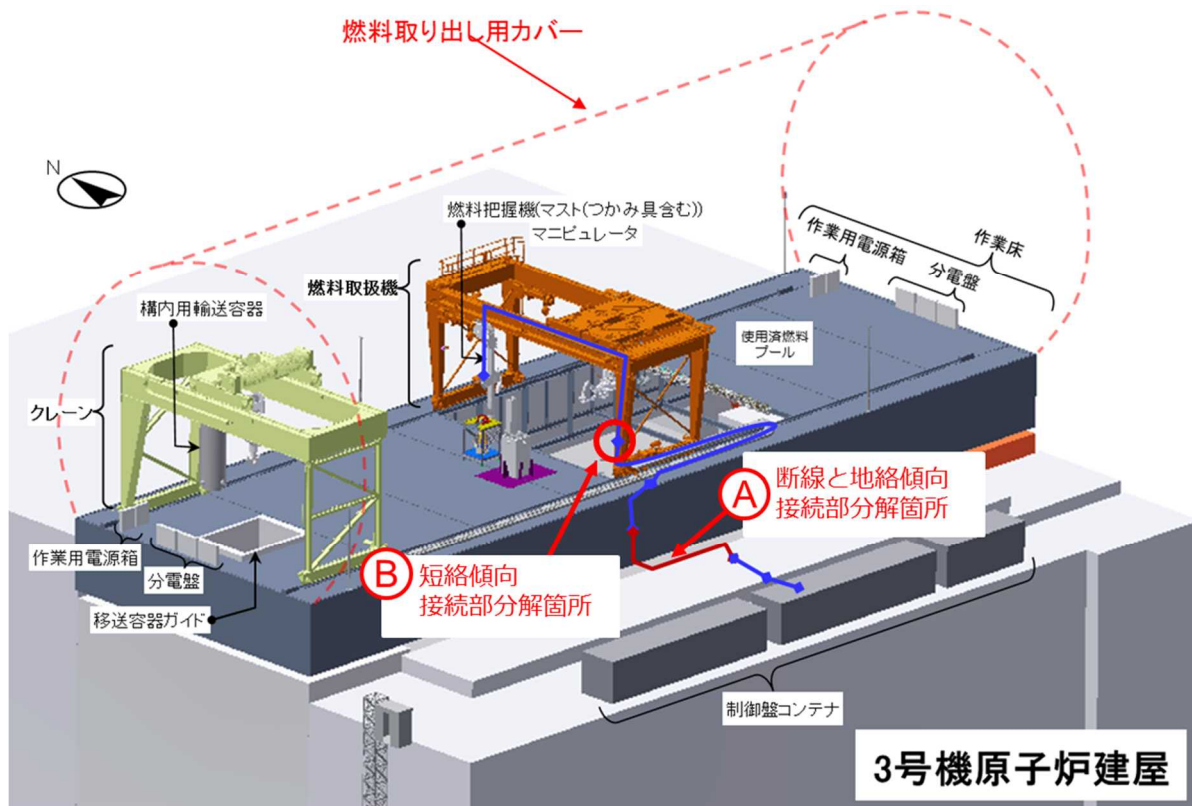 燃料取り出し用カバー
N
燃料把握機(マスト(つかみ具含む))
マニピュレータ
作業用電源箱
作業床
分電盤
燃料取扱機
構内用輸送容器
使用済燃料
プール
クレーン
A
断線と地絡傾向
接続部分解箇所
作業用電源箱
分電盤
移送容器ガイド
B
短絡傾向
接続部分解箇所
制御盤コンテナ
3号機原子炉建屋